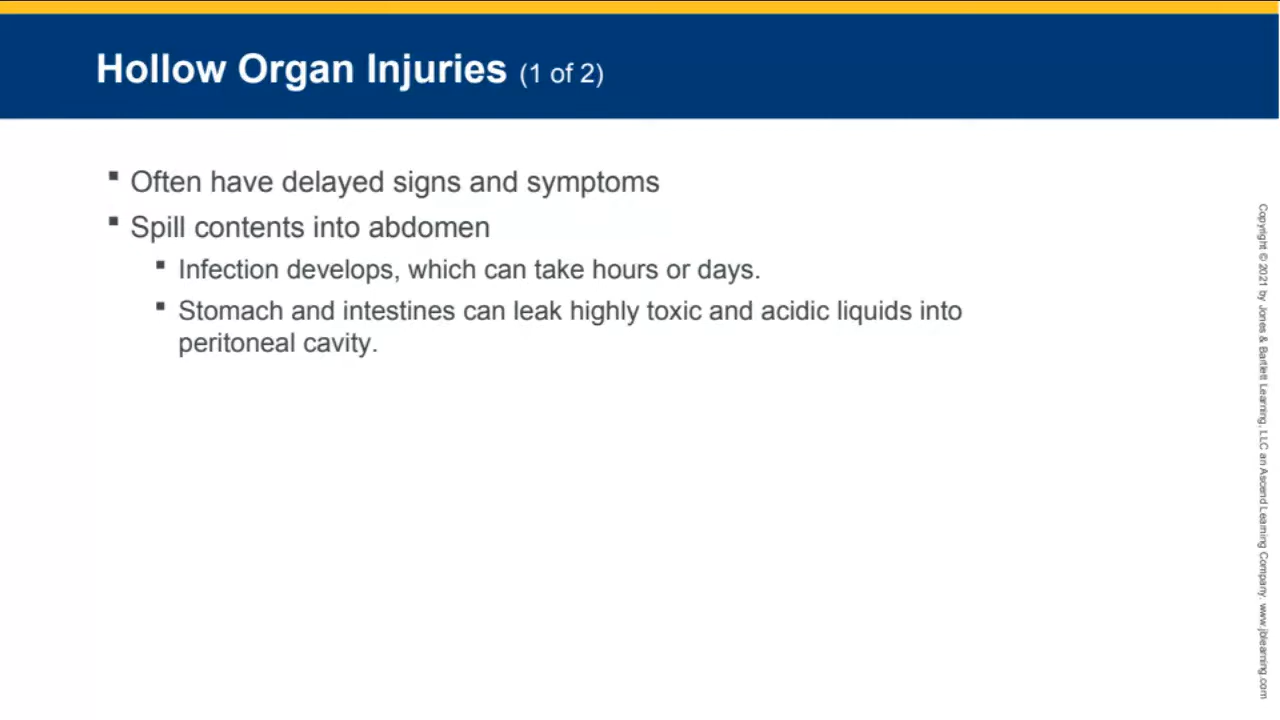 Hollow Organ Injuries (1 of 2)
▪ Often have delayed signs and symptoms
▪ Spill contents into abdomen
▪ Infection develops, which can take hours or days.
▪ Stomach and intestines can leak highly toxic and acidic liquids into
peritoneal cavity.
Copyright © 2021 by Jones & Bartlett Learning, LLC an Ascend Learning Company. www.jblearning.com